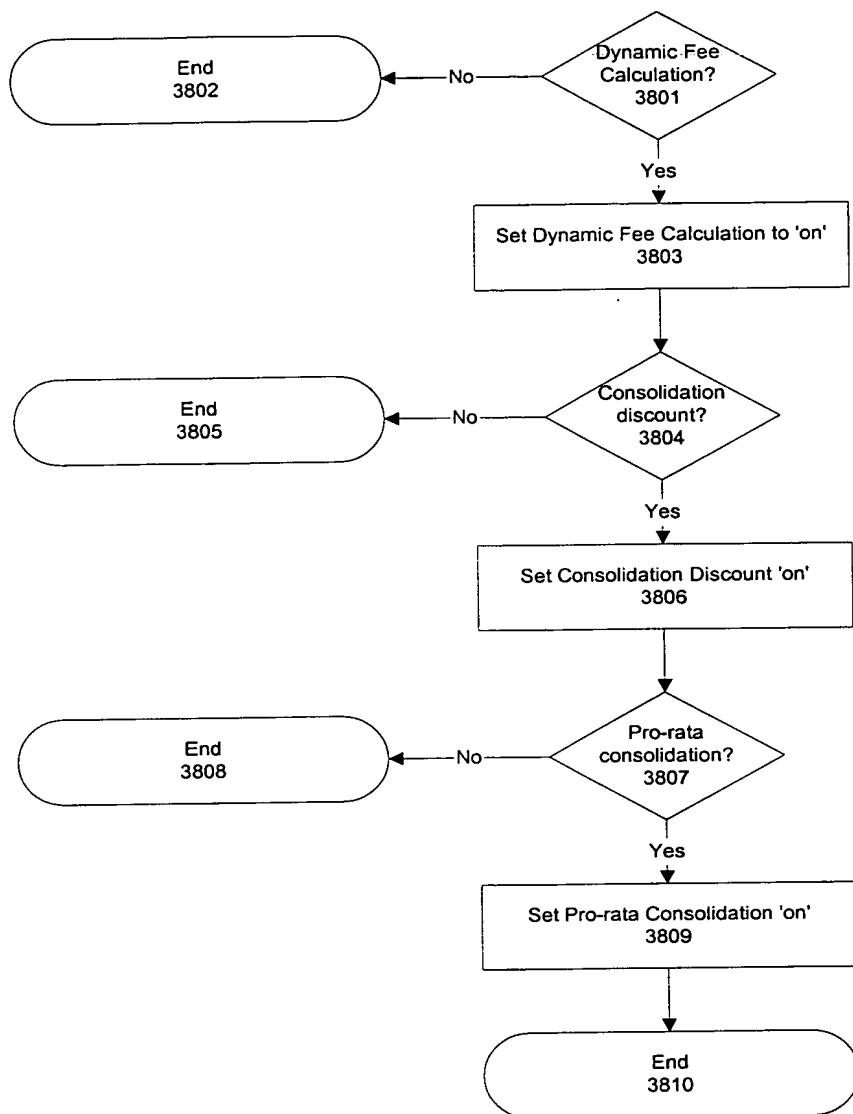 Dynamic Fee
Calculation?
3801
No
End
3802
Yes
Set Dynamic Fee Calculation to 'on'
3803
Consolidation
discount?
3804
No
End
3805
Yes
Set Consolidation Discount 'on'
3806
Pro-rata
consolidation?
3807
No
End
3808
Yes
Set Pro-rata Consolidation 'on'
3809
End
3810